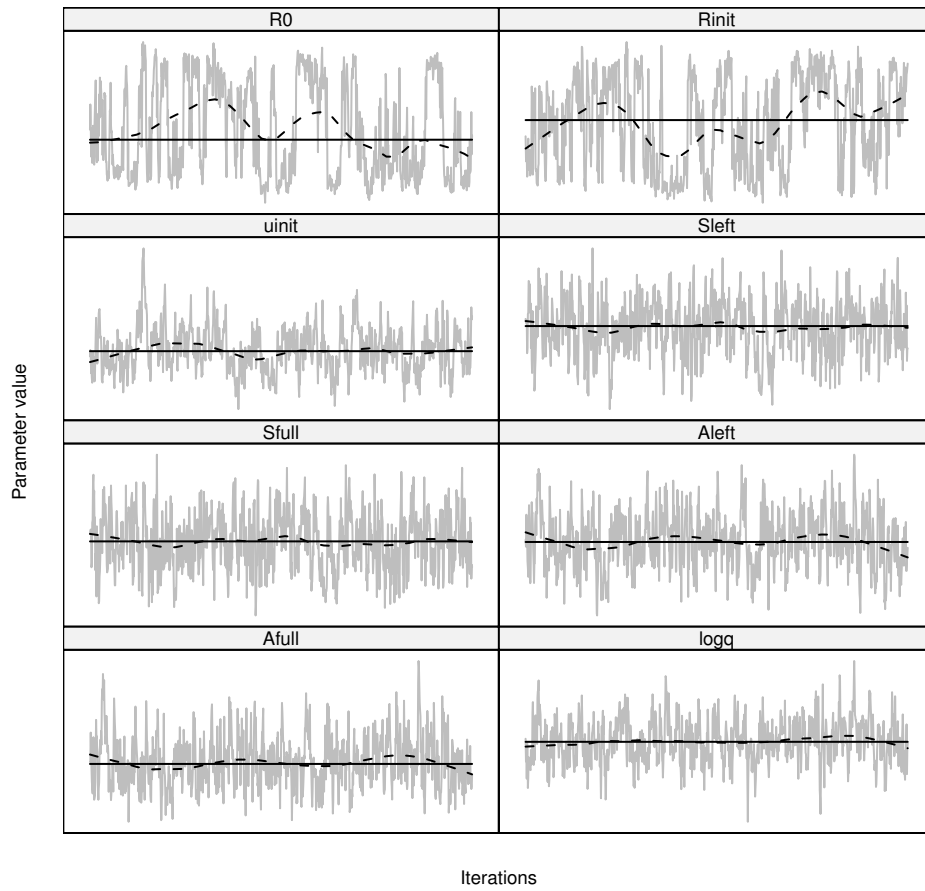 R0
Rinit
uinit
Sleft
Sfull
Aleft
Afull
logq
Parameter value
Iterations